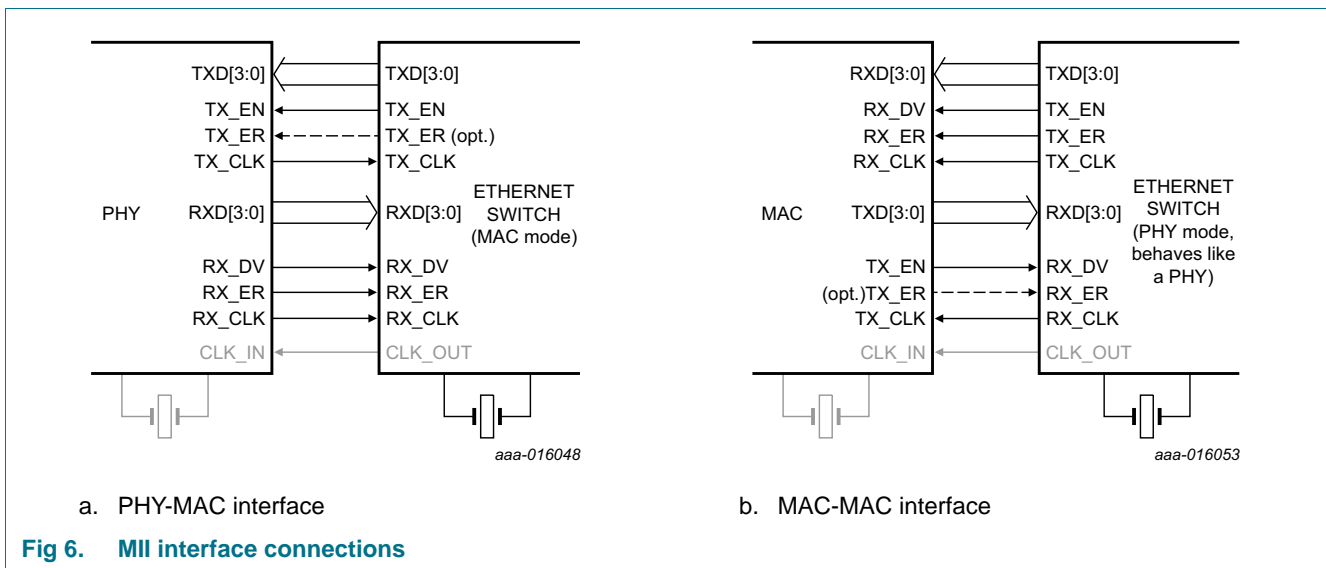 TXD[3:0] TXD[3:0]
TX_EN TX_EN
TX_ER TX_ER (opt.)
TX_CLK TX_CLK
PHY RXD[3:0] RXD[3:0]
ETHERNET
SWITCH
(MAC mode)
RX_DV RX_DV
RX_ER RX_ER
RX_CLK RX_CLK
CLK_IN CLK_OUT
aaa-016048
a. PHY-MAC interface
RXD[3:0] TXD[3:0]
RX_DV TX_EN
RX_ER TX_ER
RX_CLK TX_CLK
MAC TXD[3:0] RXD[3:0]
ETHERNET
SWITCH
(PHY mode,
behaves like
a PHY)
TX_EN RX_DV
(opt.)TX_ER RX_ER
TX_CLK RX_CLK
CLK_IN CLK_OUT
aaa-016053
b. MAC-MAC interface
Fig 6. MII interface connections